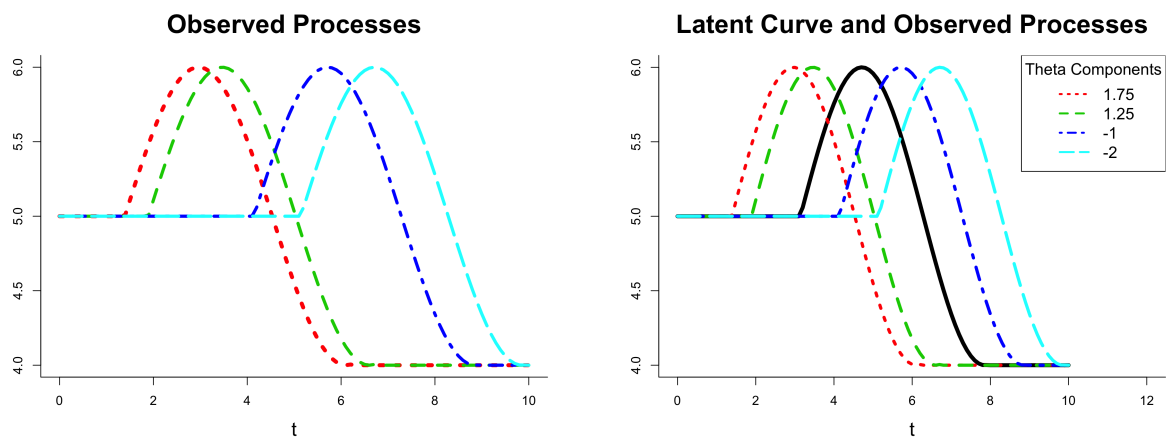 Observed Processes
6.0
5.5
5.0
4.5
4.0
0 2 4 6 8 10
t
Latent Curve and Observed Processes
Theta Components
1.75
1.25
-1
-2
6.0
5.5
5.0
4.5
4.0
0 2 4 6 8 10 12
t